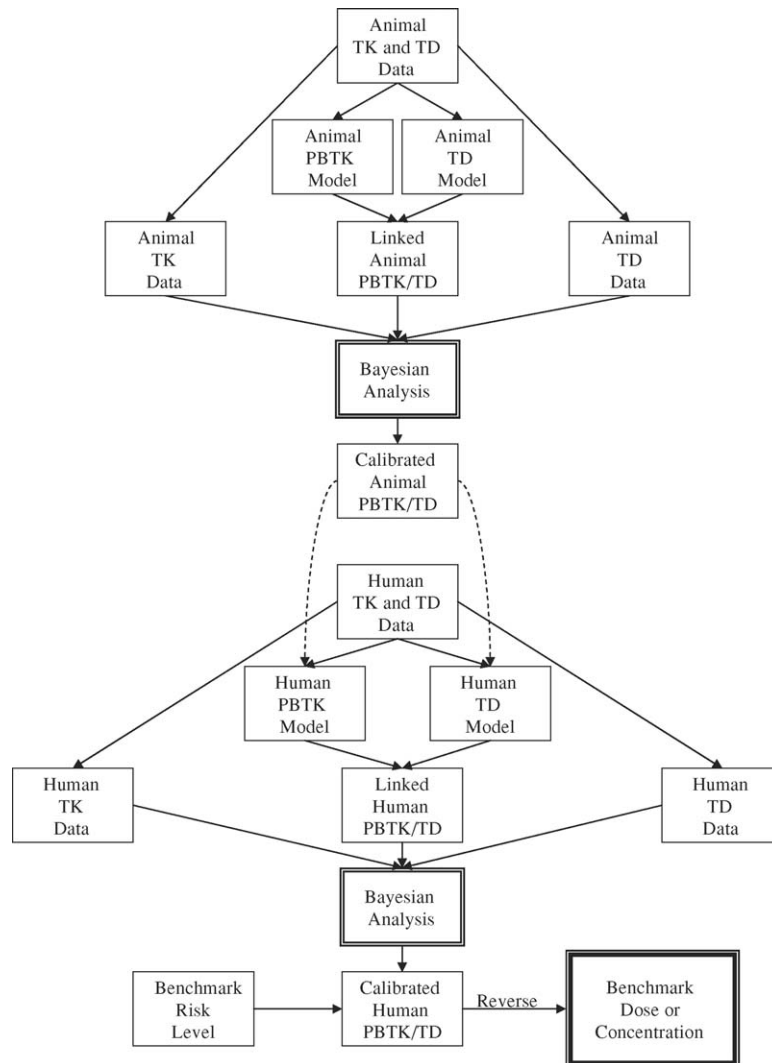 Animal
TK and TD
Data
Animal
PBTK
Model
Animal
TD
Model
Animal
TK
Data
Linked
Animal
PBTK/TD
Animal
TD
Data
Bayesian
Analysis
Calibrated
Animal
PBTK/TD
Human
TK and TD
Data
Human
PBTK
Model
Human
TD
Model
Human
TK
Data
Linked
Human
PBTK/TD
Human
TD
Data
Bayesian
Analysis
Benchmark
Risk
Level
Calibrated
Human
PBTK/TD
Reverse
Benchmark
Dose or
Concentration